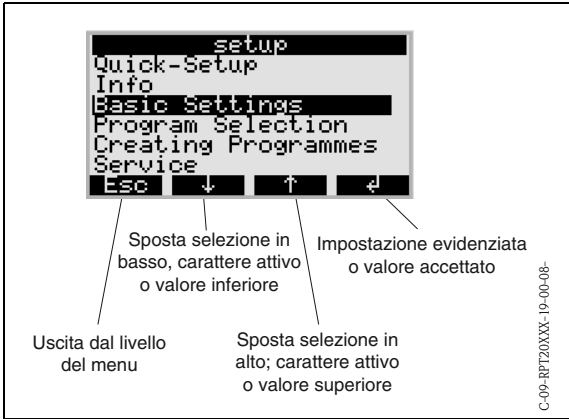 setup
Quick-Setup
Info
Basic Settings
Program Selection
Creating Programmes
Service
Esc ↓ ↑ ↲
Sposta selezione in
basso, carattere attivo
o valore inferiore
Impostazione evidenziata
o valore accettato
Uscita dal livello
del menu
Sposta selezione in
alto; carattere attivo
o valore superiore
C-09-RPT20XXX-19-00-08-